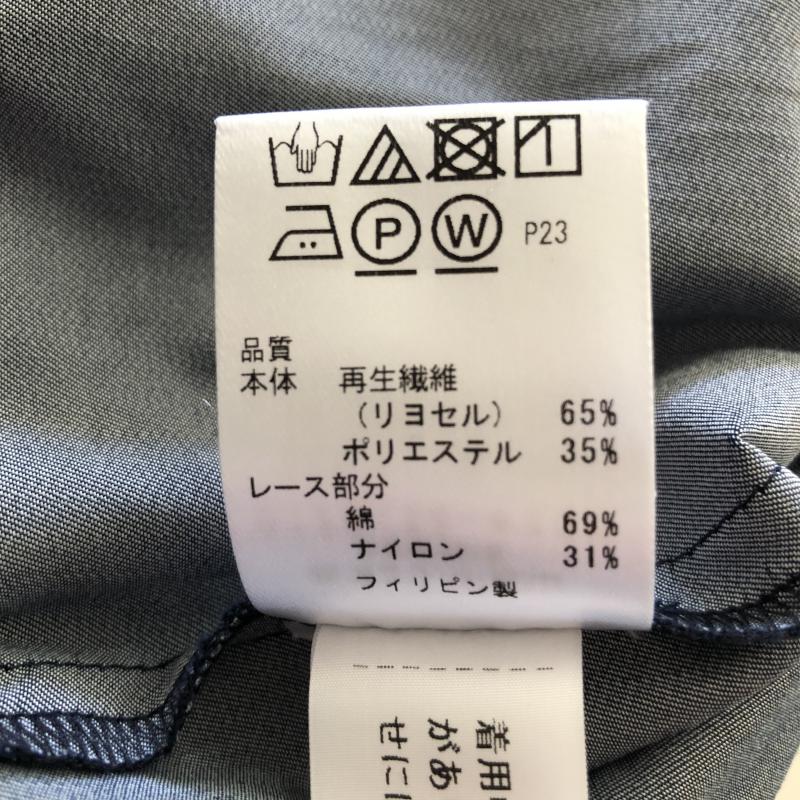 P W P23
品質
本体 再生繊維
（リヨセル） 65%
ポリエステル 35%
レース部分
綿 69%
ナイロン 31%
フィリピン製
着用
があ
せに